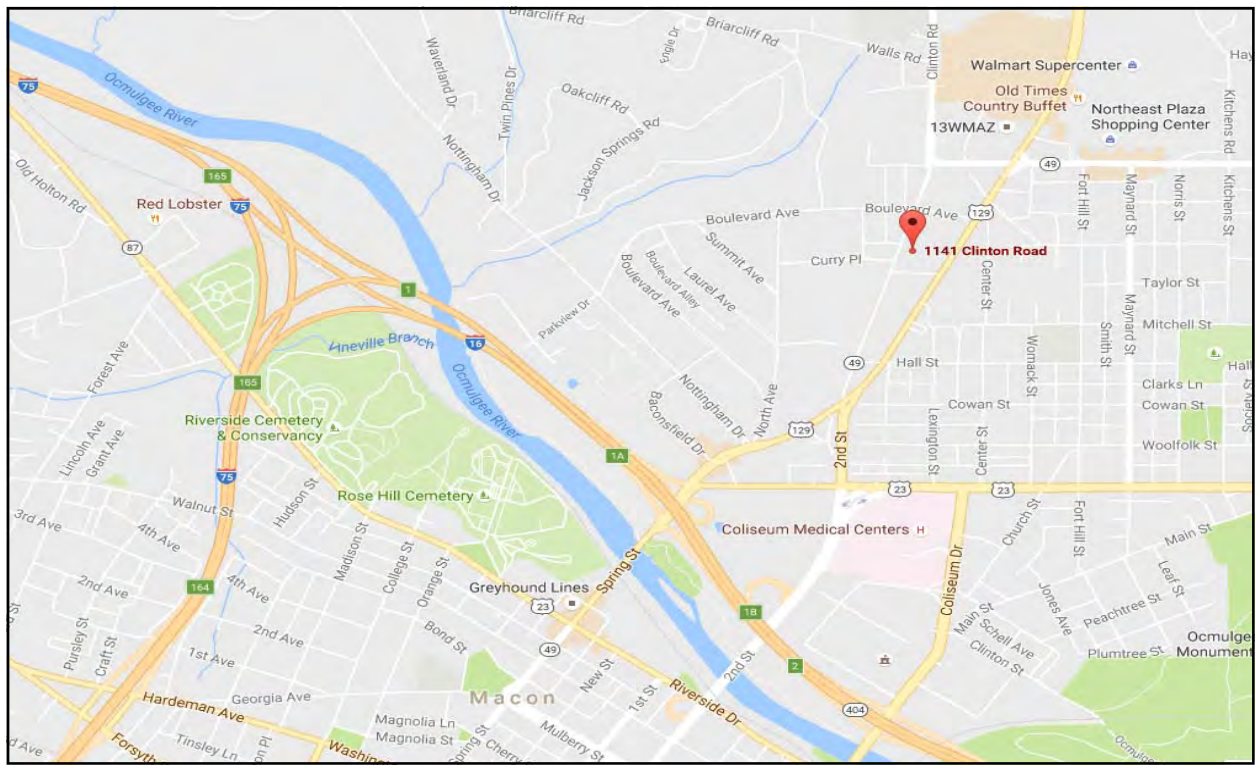 Briarcliff Rd
Briarcliff Rd
Engle Dr
Walls Rd
Clinton Rd
Waverland Dr
Twin Pines Dr
Oakcliff Rd
Jackson Springs Rd
Nottingham Dr
Walmart Supercenter
Old Times
Country Buffet
Northeast Plaza
Shopping Center
13WMAZ
Kitchens Rd
Hay
49
75
Ocmulgee River
165
75
Red Lobster
Old Holton Rd
87
1
16
Boulevard Ave
Boulevard Ave
129
1141 Clinton Road
Curry Pl
Summit Ave
Laurel Ave
Boulevard Alley
Boulevard Ave
Parkview Dr
Fort Hill St
Maynard St
Norris St
Kitchens St
Center St
Taylor St
Mitchell St
Maynard St
Smith St
Womack St
Hall St
Hall
49
Clarks Ln
Cowan St
Cowan St
Woolfolk St
Lexington St
Center St
Vineville Branch
Ocmulgee River
165
Forest Ave
Riverside Cemetery
& Conservancy
Lincoln Ave
Grant Ave
75
Rose Hill Cemetery
Nottingham Dr
North Ave
Baconsfield Dr
129
2nd St
1A
23
23
Coliseum Medical Centers
H
Walnut St
Hudson St
3rd Ave
4th Ave
Madison St
College St
Orange St
2nd Ave
4th Ave
164
2nd Ave
1st Ave
Pursley St
Craft St
Bond St
Greyhound Lines
23
Spring St
49
New St
1st St
Riverside Dr
2nd St
1B
2
Coliseum Dr
Church St
Fort Hill St
Main St
Leaf St
Jones Ave
Peachtree St
Main St
Schell Ave
Clinton St
Plumtree St
Ocmulge
Monument
404
Macon
Georgia Ave
Hardeman Ave
Magnolia Ln
Magnolia St
Tinsley Ln
Forsyth
Washing
Spring St
Cherry
Mulberry St
Ocmulge